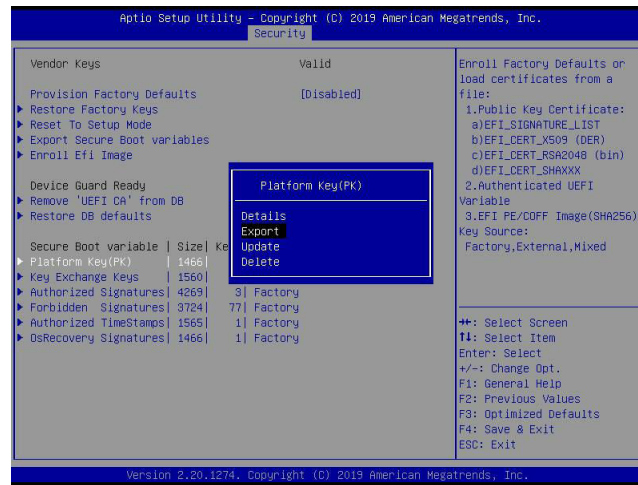 Aptio Setup Utility – Copyright (C) 2019 American Megatrends, Inc.
Security
Vendor Keys Valid
Provision Factory Defaults [Disabled]
Restore Factory Keys
Reset To Setup Mode
Export Secure Boot variables
Enroll Efi Image
Device Guard Ready
Remove 'UEFI CA' from DB
Restore DB defaults
Secure Boot variable | Size| Ke
Platform Key(PK) | 1466|
Key Exchange Keys | 1560|
Authorized Signatures| 4269| 3| Factory
Forbidden Signatures| 3724| 77| Factory
Authorized TimeStamps| 1565| 1| Factory
OsRecovery Signatures| 1466| 1| Factory
Platform Key(PK)
Details
Export
Update
Delete
Enroll Factory Defaults or
load certificates from a
file:
1.Public Key Certificate:
a)EFI_SIGNATURE_LIST
b)EFI_CERT_X509 (DER)
c)EFI_CERT_RSA2048 (bin)
d)EFI_CERT_SHAXXX
2.Authenticated UEFI
Variable
3.EFI PE/COFF Image(SHA256)
Key Source:
Factory,External,Mixed
→←: Select Screen
↑↓: Select Item
Enter: Select
+/-: Change Opt.
F1: General Help
F2: Previous Values
F3: Optimized Defaults
F4: Save & Exit
ESC: Exit
Version 2.20.1274. Copyright (C) 2019 American Megatrends, Inc.